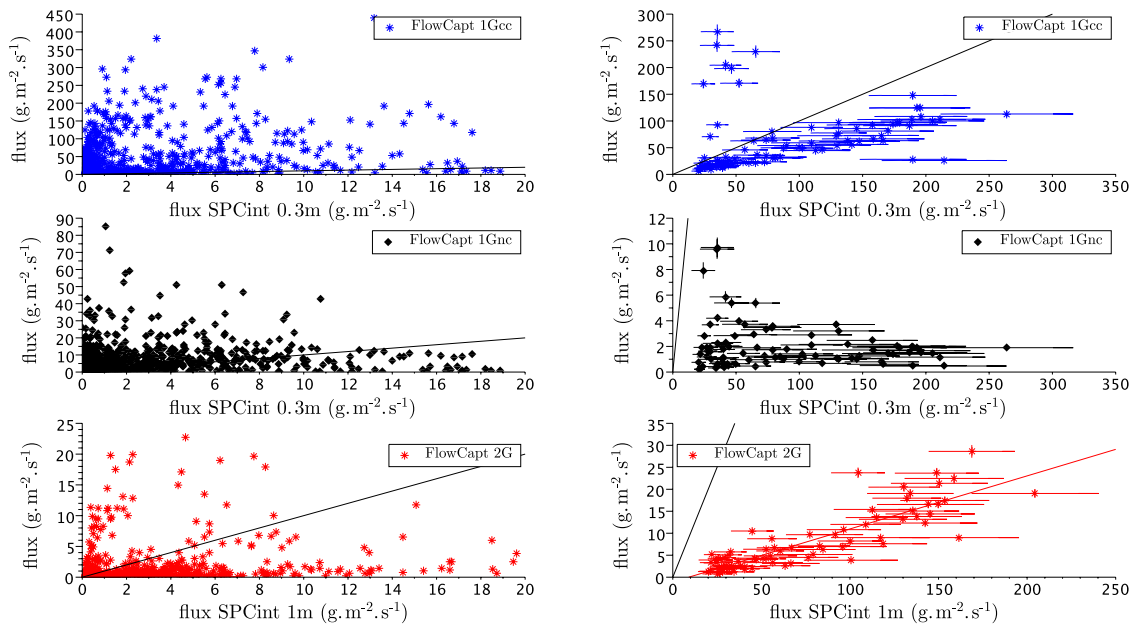 450
400
350
300
250
200
150
100
50
0
flux (g.m⁻².s⁻¹)
FlowCapt 1Gcc
0 2 4 6 8 10 12 14 16 18 20
flux SPCint 0.3m (g.m⁻².s⁻¹)
300
250
200
150
100
50
0
flux (g.m⁻².s⁻¹)
FlowCapt 1Gcc
0 50 100 150 200 250 300 350
flux SPCint 0.3m (g.m⁻².s⁻¹)
90
80
70
60
50
40
30
20
10
0
flux (g.m⁻².s⁻¹)
FlowCapt 1Gnc
0 2 4 6 8 10 12 14 16 18 20
flux SPCint 0.3m (g.m⁻².s⁻¹)
12
10
8
6
4
2
0
flux (g.m⁻².s⁻¹)
FlowCapt 1Gnc
0 50 100 150 200 250 300 350
flux SPCint 0.3m (g.m⁻².s⁻¹)
25
20
15
10
5
0
flux (g.m⁻².s⁻¹)
FlowCapt 2G
0 2 4 6 8 10 12 14 16 18 20
flux SPCint 1m (g.m⁻².s⁻¹)
35
30
25
20
15
10
5
0
flux (g.m⁻².s⁻¹)
FlowCapt 2G
0 50 100 150 200 250
flux SPCint 1m (g.m⁻².s⁻¹)